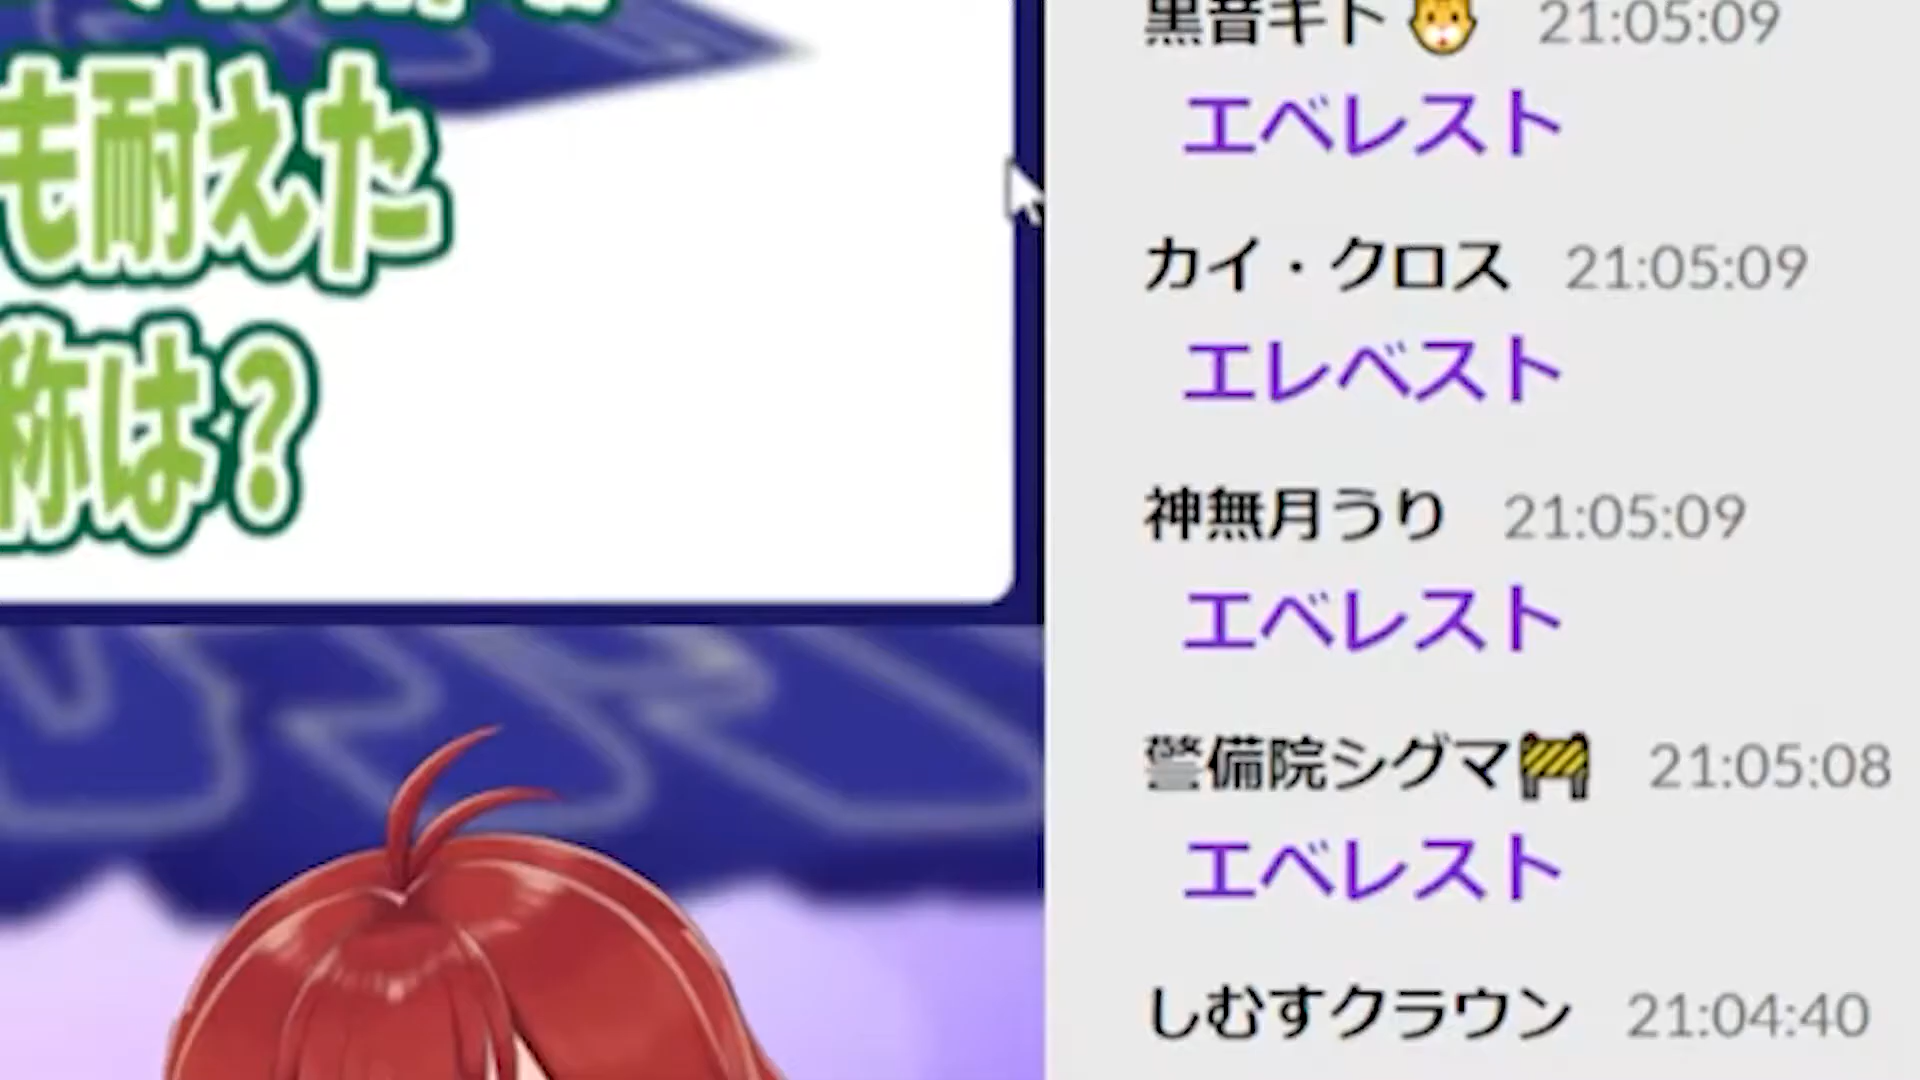 も耐えた
称は?
黒音キト 21:05:09
エベレスト
カイ・クロス 21:05:09
エレベスト
神無月うり 21:05:09
エベレスト
警備院シグマ 21:05:08
エベレスト
しむすクラウン 21:04:40